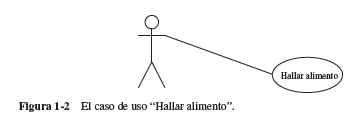 Hallar alimento
Figura 1-2 El caso de uso “Hallar alimento”.